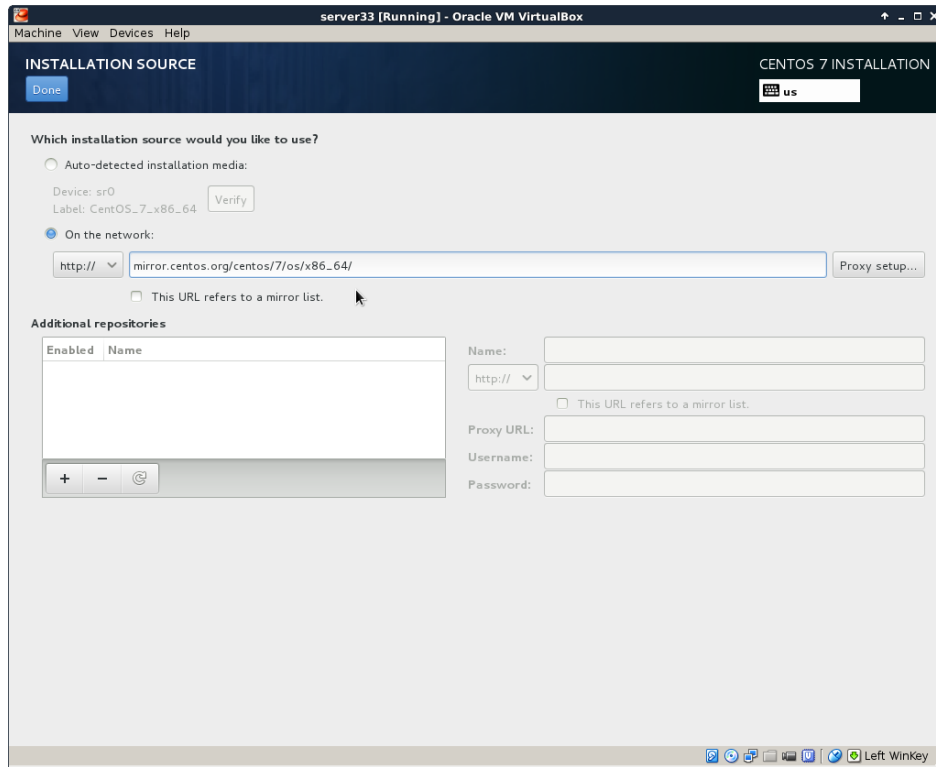 server33 [Running] - Oracle VM VirtualBox
Machine View Devices Help
INSTALLATION SOURCE
CENTOS 7 INSTALLATION
Done
us
Which installation source would you like to use?
Auto-detected installation media:
Device: sr0
Label: CentOS_7_x86_64
Verify
On the network:
http://
mirror.centos.org/centos/7/os/x86_64/
Proxy setup...
This URL refers to a mirror list.
Additional repositories
Enabled Name
Name:
http://
This URL refers to a mirror list.
Proxy URL:
Username:
Password:
Left WinKey